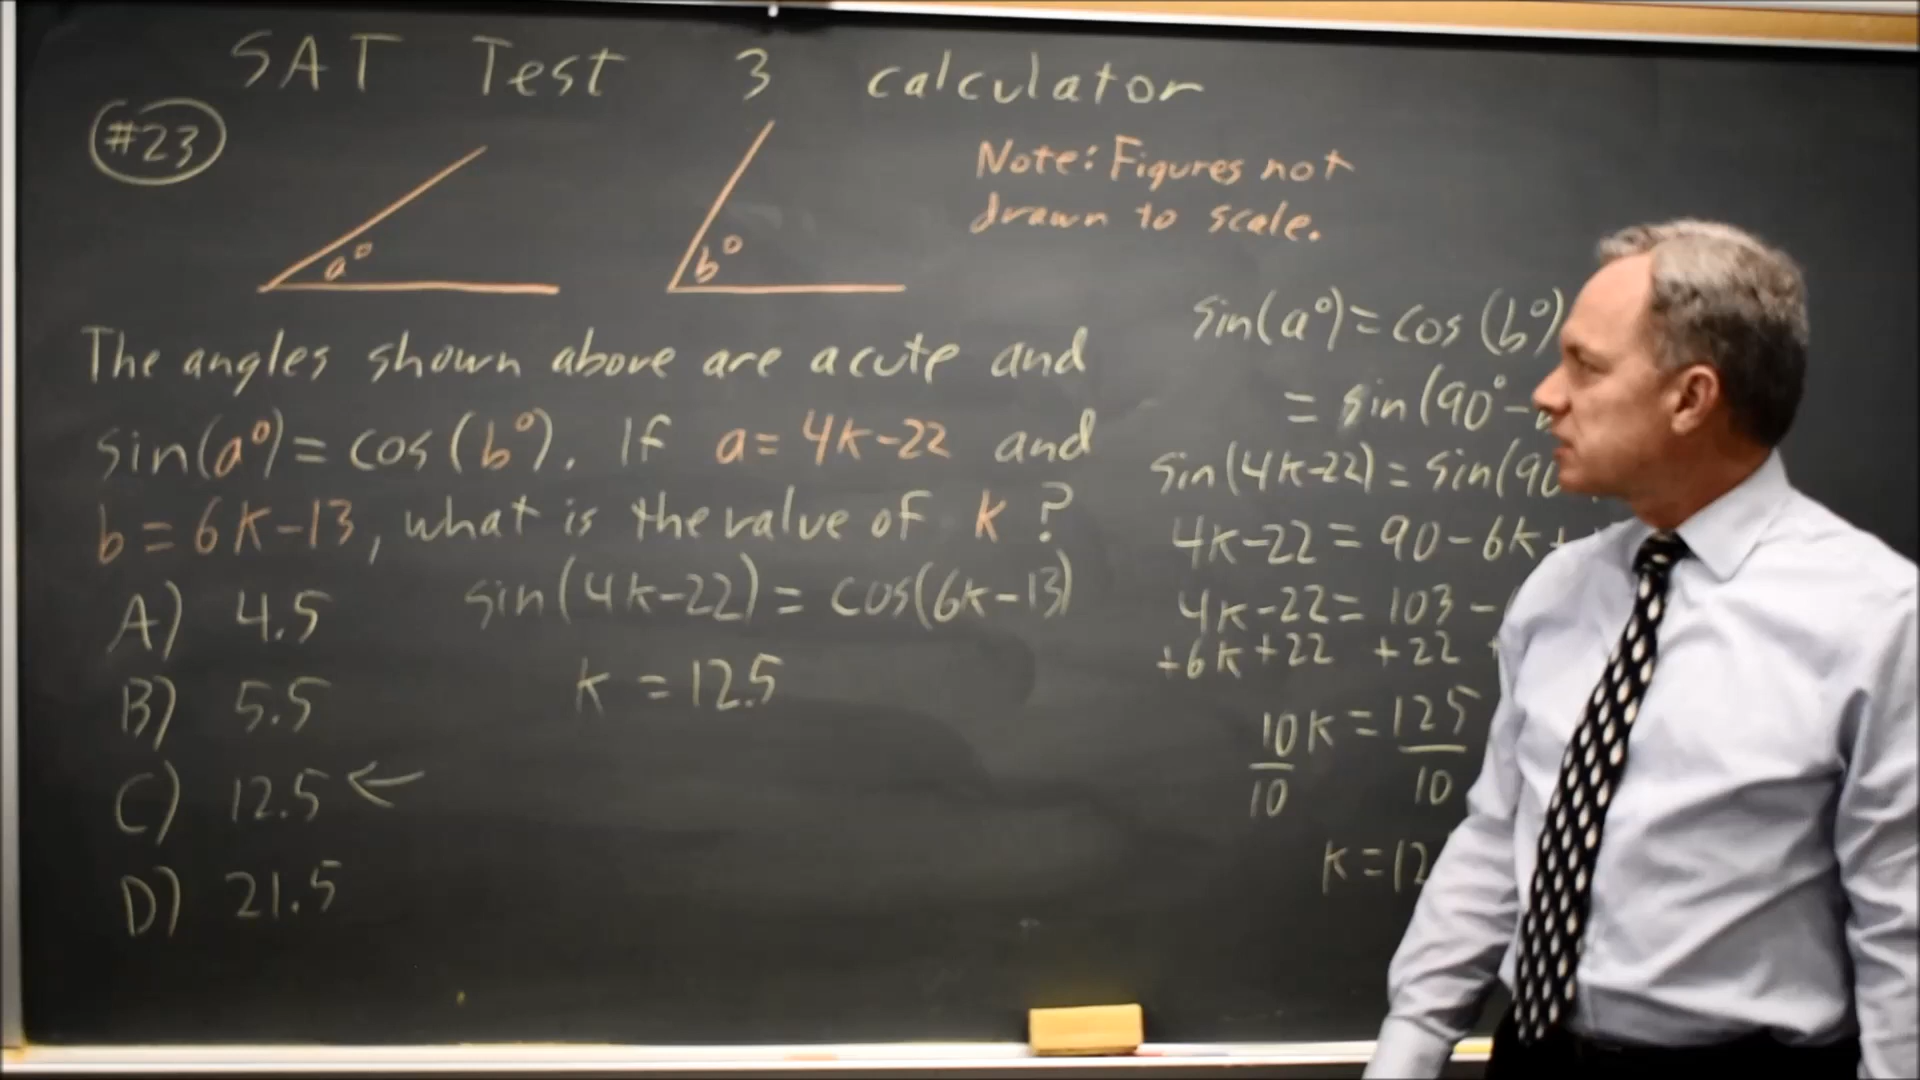 SAT Test 3 calculator
#23
a°
b°
Note: Figures not
drawn to scale.
The angles shown above are acute and
sin(a°)=cos(b°). If a=4k-22 and
b=6k-13, what is the value of k?
A) 4.5
B) 5.5
C) 12.5 ←
D) 21.5
sin(4k-22)=cos(6k-13)
k=12.5
sin(a°)=cos(b°)
=sin(90°-
sin(4k-22)=sin(90
4k-22=90-6k+
4k-22=103-
+6k+22 +22
10k=125
10 10
k=12